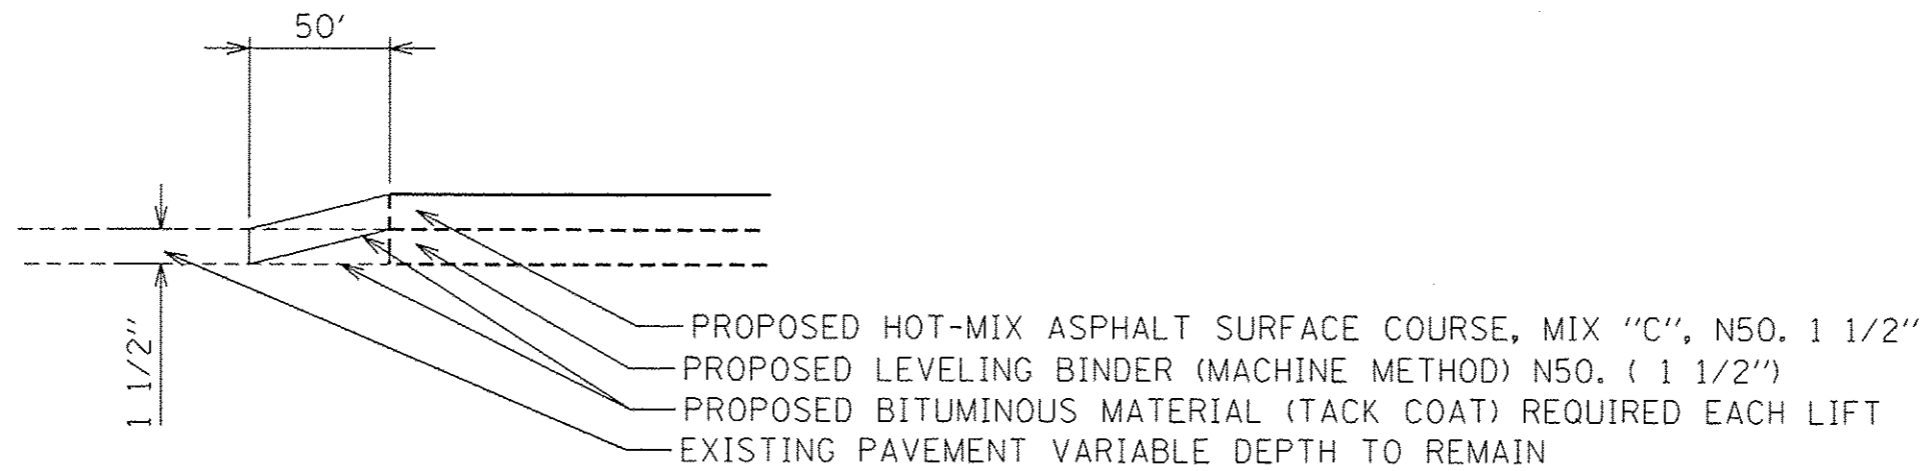 50'
1 1/2"
PROPOSED HOT-MIX ASPHALT SURFACE COURSE, MIX "C", N50. 1 1/2"
PROPOSED LEVELING BINDER (MACHINE METHOD) N50. ( 1 1/2")
PROPOSED BITUMINOUS MATERIAL (TACK COAT) REQUIRED EACH LIFT
EXISTING PAVEMENT VARIABLE DEPTH TO REMAIN